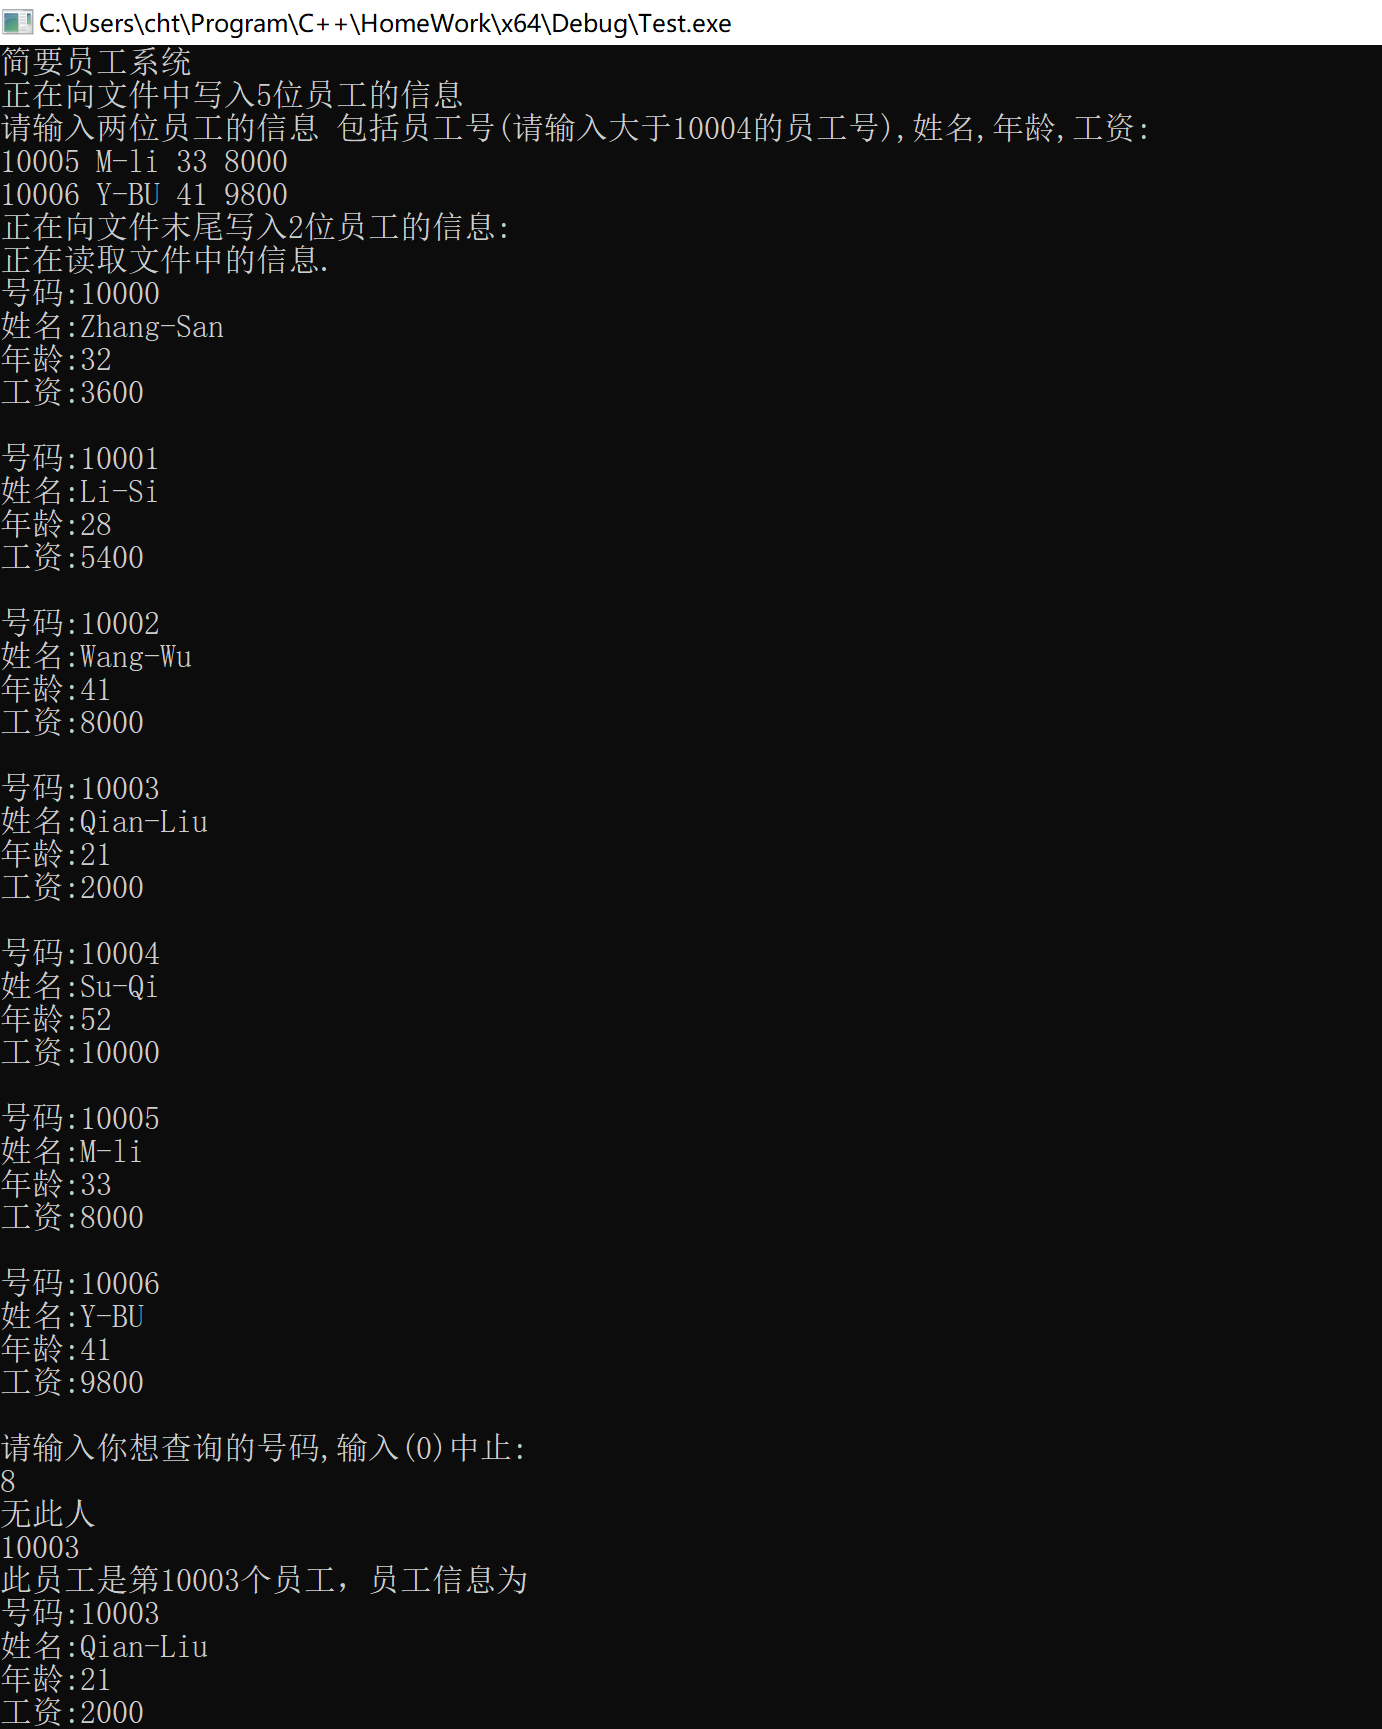 C:\Users\cht\Program\C++\HomeWork\x64\Debug\Test.exe
简要员工系统
正在向文件中写入5位员工的信息
请输入两位员工的信息 包括员工号(请输入大于10004的员工号),姓名,年龄,工资:
10005 M-li 33 8000
10006 Y-BU 41 9800
正在向文件末尾写入2位员工的信息:
正在读取文件中的信息.
号码:10000
姓名:Zhang-San
年龄:32
工资:3600
号码:10001
姓名:Li-Si
年龄:28
工资:5400
号码:10002
姓名:Wang-Wu
年龄:41
工资:8000
号码:10003
姓名:Qian-Liu
年龄:21
工资:2000
号码:10004
姓名:Su-Qi
年龄:52
工资:10000
号码:10005
姓名:M-li
年龄:33
工资:8000
号码:10006
姓名:Y-BU
年龄:41
工资:9800
请输入你想查询的号码,输入(0)中止:
8
无此人
10003
此员工是第10003个员工，员工信息为
号码:10003
姓名:Qian-Liu
年龄:21
工资:2000